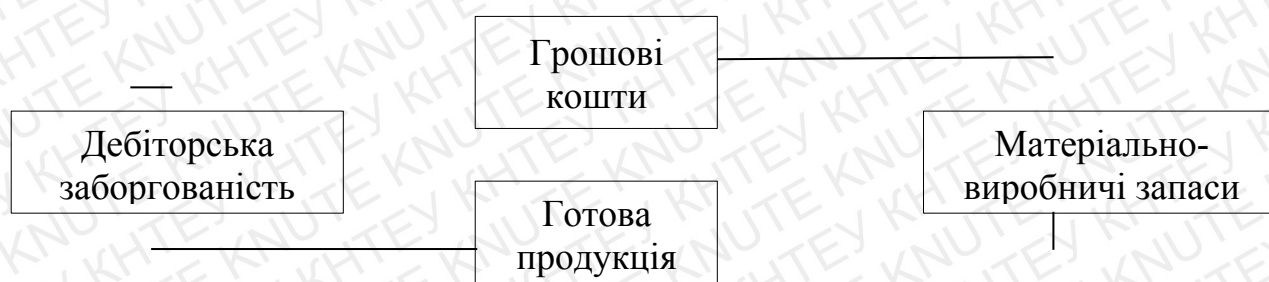 Грошові
кошти
Дебіторська
заборгованість
Матеріально-
виробничі запаси
Готова
продукція